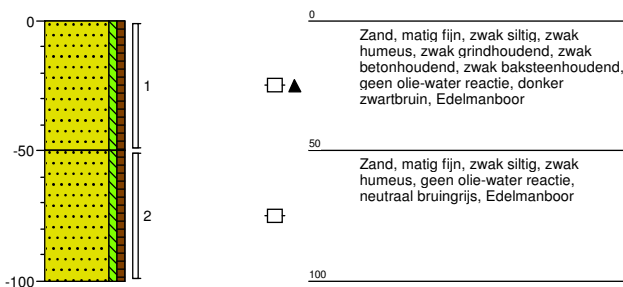 0
-50
-100
1
2
0
Zand, matig fijn, zwak siltig, zwak
humeus, zwak grindhoudend, zwak
betonhoudend, zwak baksteenhoudend,
geen olie-water reactie, donker
zwartbruin, Edelmanboor
50
Zand, matig fijn, zwak siltig, zwak
humeus, geen olie-water reactie,
neutraal bruingrijs, Edelmanboor
100